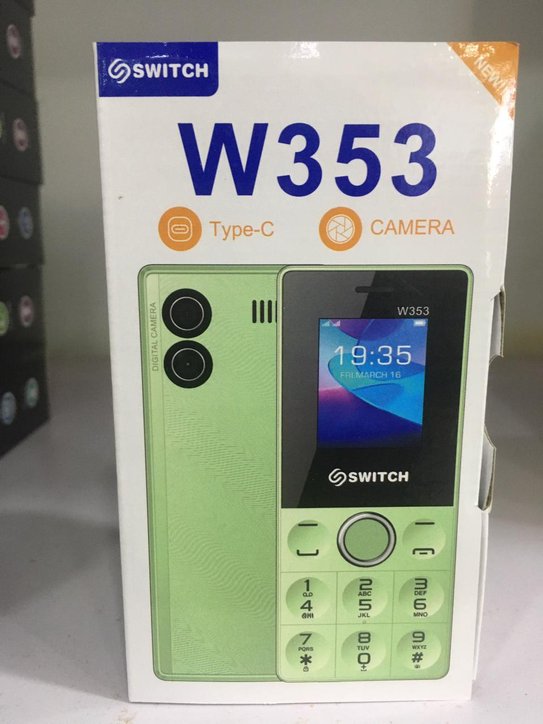 SWITCH
NEW!
W353
Type-C
CAMERA
DIGITAL CAMERA
W353
19:35
FRI.MARCH 16
SWITCH
1
2 ABC
3 DEF
4 GHI
5 JKL
6 MNO
7 PQRS
8 TUV
9 WXYZ
*
0 +
#